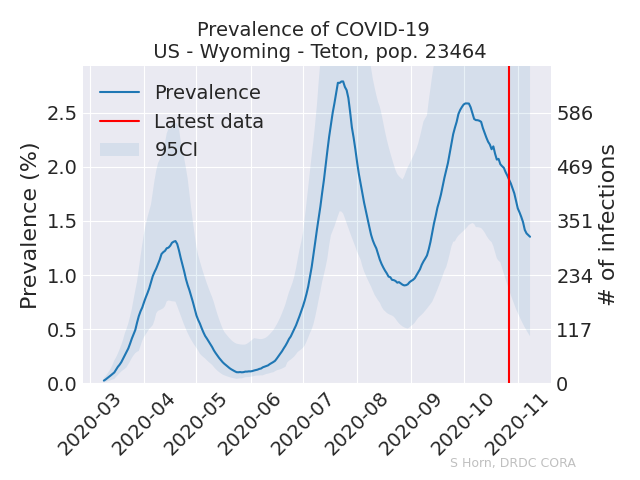 Prevalence of COVID-19
US - Wyoming - Teton, pop. 23464
Prevalence
Latest data
95CI
Prevalence (%)
2.5
2.0
1.5
1.0
0.5
0.0
586
469
351
234
117
0
# of infections
2020-03
2020-04
2020-05
2020-06
2020-07
2020-08
2020-09
2020-10
2020-11
S Horn, DRDC CORA